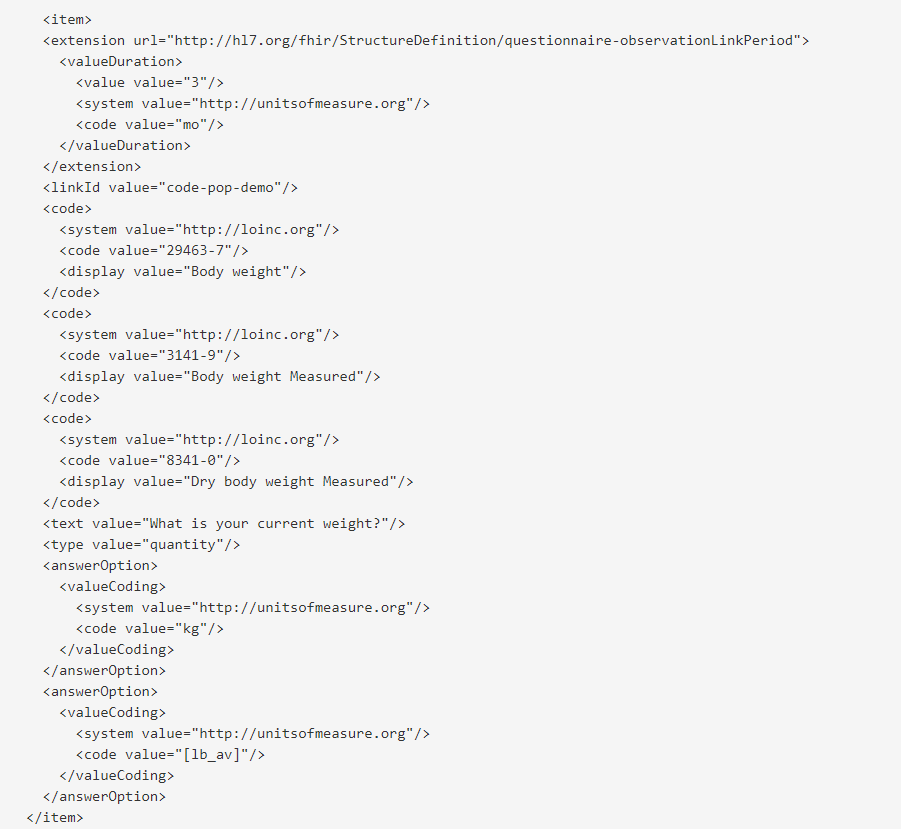 <item>
<extension url="http://hl7.org/fhir/StructureDefinition/questionnaire-observationLinkPeriod">
<valueDuration>
<value value="3"/>
<system value="http://unitsofmeasure.org"/>
<code value="mo"/>
</valueDuration>
</extension>
<linkId value="code-pop-demo"/>
<code>
<system value="http://loinc.org"/>
<code value="29463-7"/>
<display value="Body weight"/>
</code>
<code>
<system value="http://loinc.org"/>
<code value="3141-9"/>
<display value="Body weight Measured"/>
</code>
<code>
<system value="http://loinc.org"/>
<code value="8341-0"/>
<display value="Dry body weight Measured"/>
</code>
<text value="What is your current weight?"/>
<type value="quantity"/>
<answerOption>
<valueCoding>
<system value="http://unitsofmeasure.org"/>
<code value="kg"/>
</valueCoding>
</answerOption>
<answerOption>
<valueCoding>
<system value="http://unitsofmeasure.org"/>
<code value="[lb_av]"/>
</valueCoding>
</answerOption>
</item>